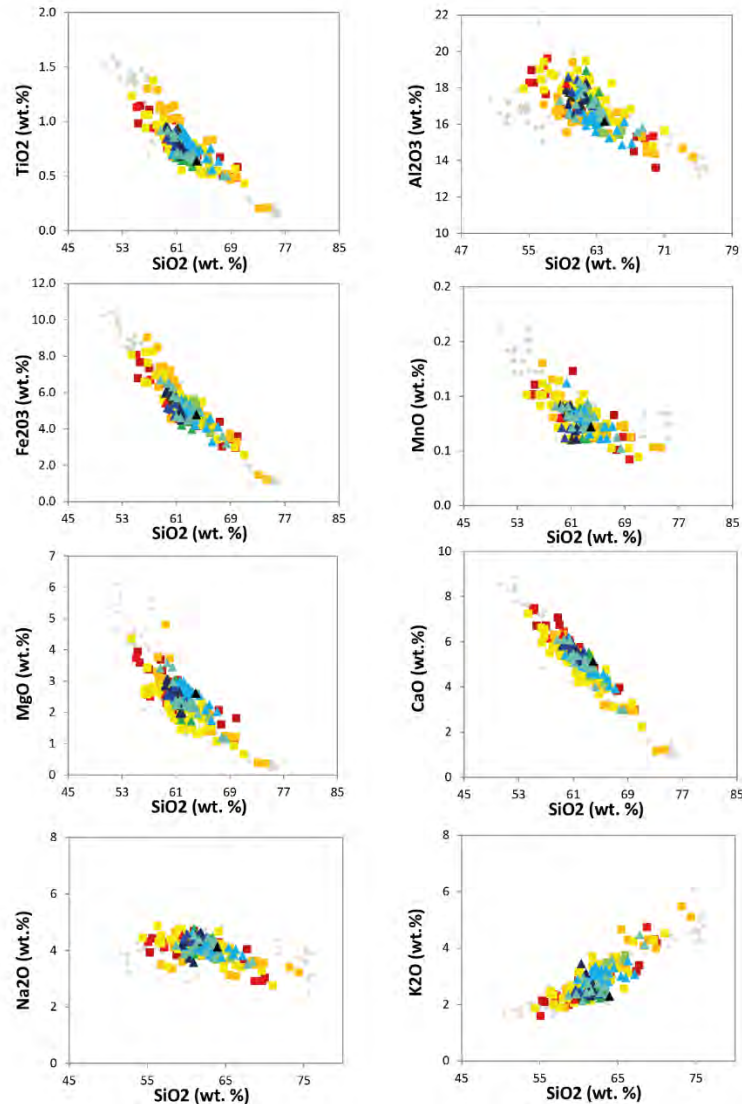 TiO2 (wt.%)
2.0
1.5
1.0
0.5
0.0
45 53 61 69 77 85
SiO2 (wt. %)
Al2O3 (wt.%)
22
20
18
16
14
12
10
47 55 63 71 79
SiO2 (wt. %)
Fe2O3 (wt.%)
12.0
10.0
8.0
6.0
4.0
2.0
0.0
45 53 61 69 77 85
SiO2 (wt. %)
MnO (wt.%)
0.2
0.2
0.1
0.1
0.0
45 53 61 69 77 85
SiO2 (wt. %)
MgO (wt.%)
7
6
5
4
3
2
1
0
45 53 61 69 77 85
SiO2 (wt. %)
CaO (wt.%)
10
8
6
4
2
0
45 53 61 69 77 85
SiO2 (wt. %)
Na2O (wt.%)
8
6
4
2
0
45 55 65 75
SiO2 (wt. %)
K2O (wt.%)
8
6
4
2
0
45 55 65 75
SiO2 (wt. %)